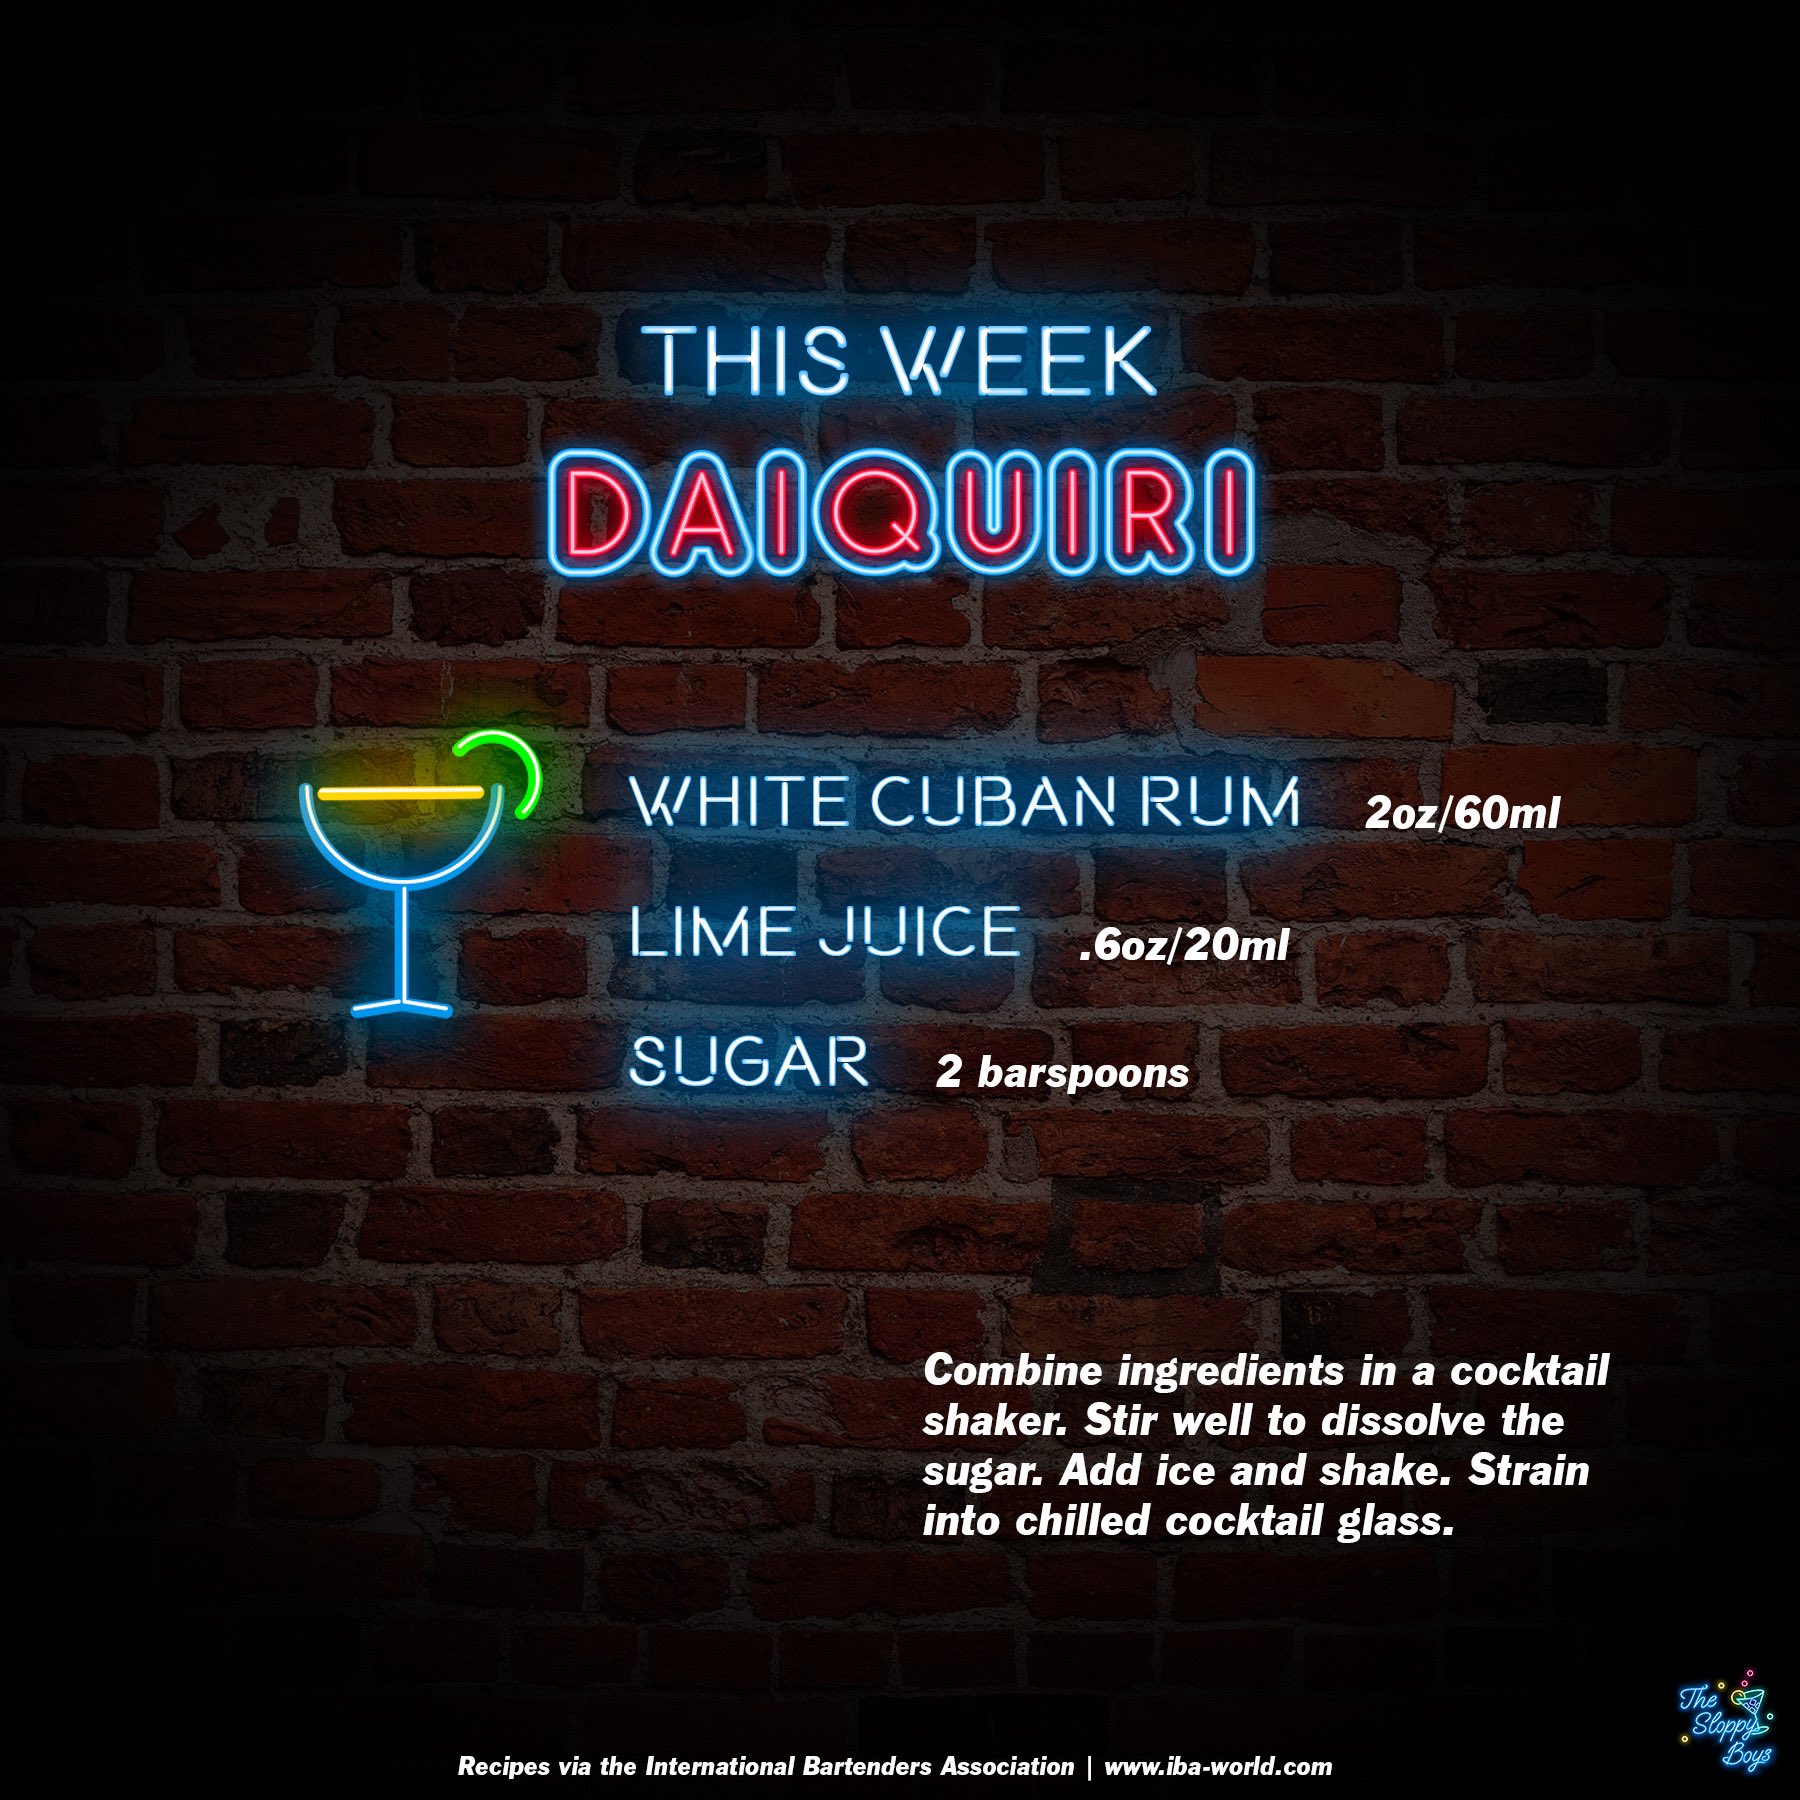 THIS WEEK
DAIQUIRI
WHITE CUBAN RUM 2oz/60ml
LIME JUICE .6oz/20ml
SUGAR 2 barspoons
Combine ingredients in a cocktail
shaker. Stir well to dissolve the
sugar. Add ice and shake. Strain
into chilled cocktail glass.
The
Sloppy
Boys
Recipes via the International Bartenders Association | www.iba-world.com